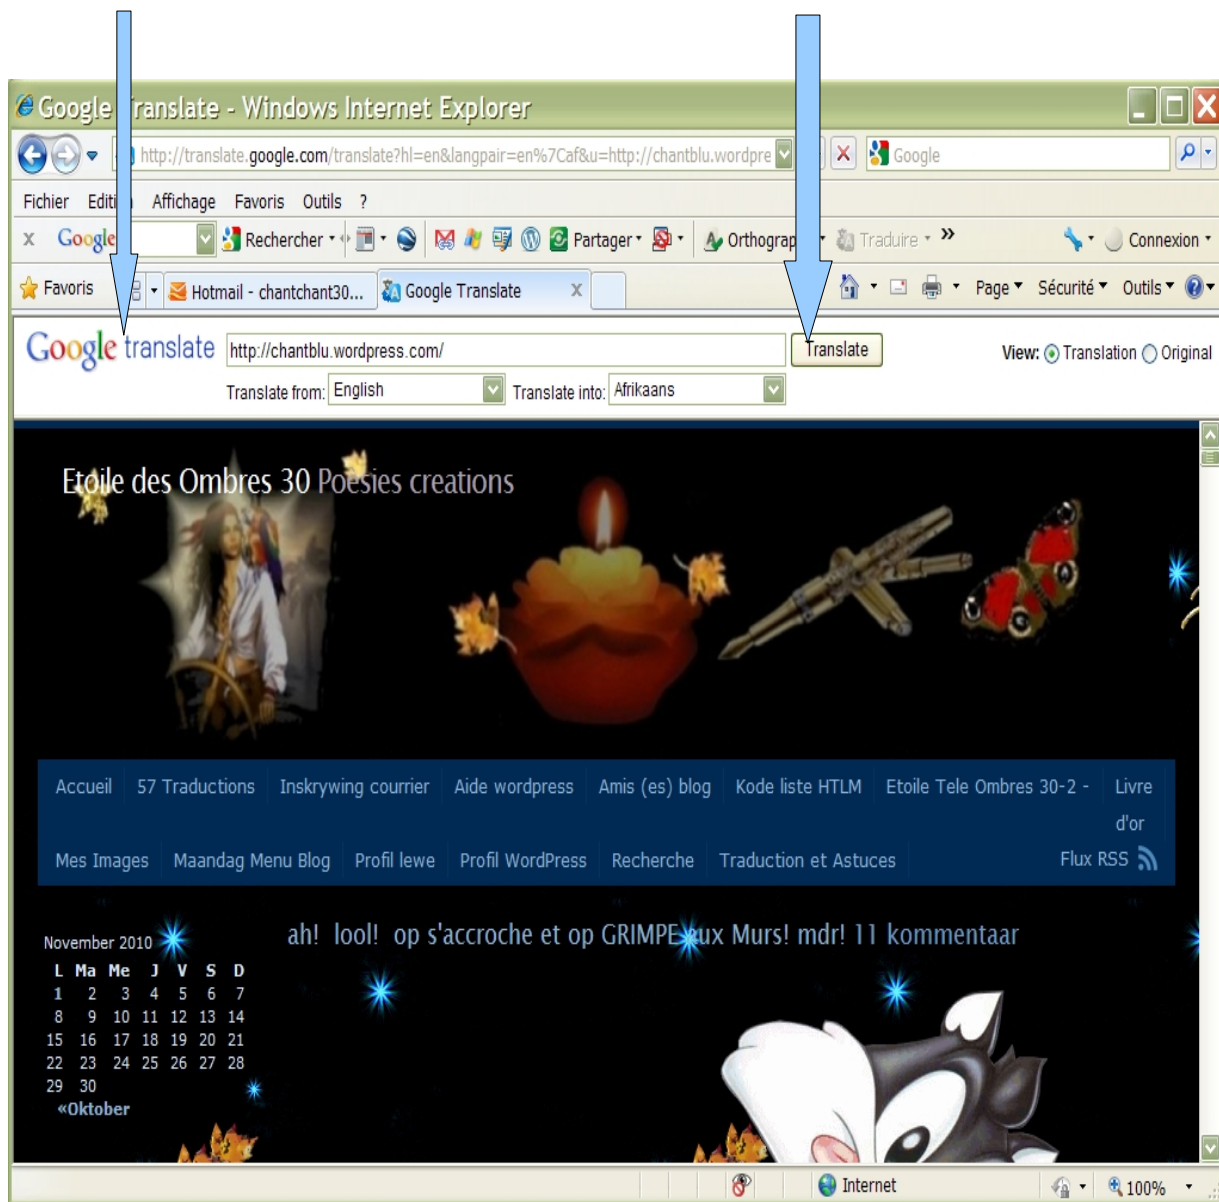 Google Translate - Windows Internet Explorer
http://translate.google.com/translate?hl=en&langpair=en%7Caf&u=http://chantblu.wordpre
Google
Fichier Affichage Favoris Outils ?
x Google Rechercher Partager Traduire » Connexion
Favoris Hotmail - chantchant30... Google Translate x Page Sécurité Outils
Google translate http://chantblu.wordpress.com/ Translate View: Translation Original
Translate from: English Translate into: Afrikaans
Etoile des Ombres 30 Poesies creations
Accueil 57 Traductions Inskrywing courrier Aide wordpress Amis (es) blog Kode liste HTLM Etoile Tele Ombres 30-2 - Livre
d'or
Mes Images Maandag Menu Blog Profil lewe Profil WordPress Recherche Traduction et Astuces Flux RSS
ah! lool! op s'accroche et op GRIMPE aux Murs! mdr! 11 kommentaar
November 2010
L Ma Me J V S D
1 2 3 4 5 6 7
8 9 10 11 12 13 14
15 16 17 18 19 20 21
22 23 24 25 26 27 28
29 30
«Oktober
Internet 100%